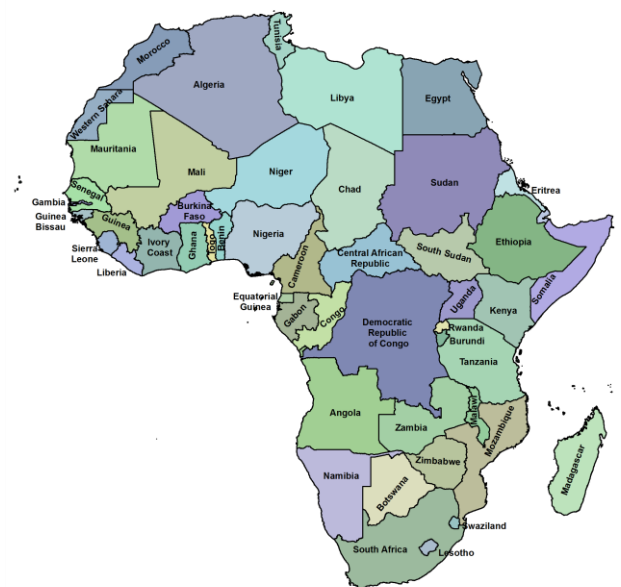 Tunisia
Morocco
Algeria
Libya
Egypt
Western Sahara
Mauritania
Mali
Niger
Chad
Sudan
Eritrea
Senegal
Gambia
Guinea
Bissau
Guinea
Burkina
Faso
Sierra
Leone
Liberia
Ivory
Coast
Ghana
Togo
Benin
Nigeria
Cameroon
Central African
Republic
South Sudan
Ethiopia
Somalia
Equatorial
Guinea
Gabon
Congo
Democratic
Republic
of Congo
Uganda
Kenya
Rwanda
Burundi
Tanzania
Angola
Zambia
Malawi
Mozambique
Zimbabwe
Namibia
Botswana
Madagascar
Swaziland
South Africa
Lesotho